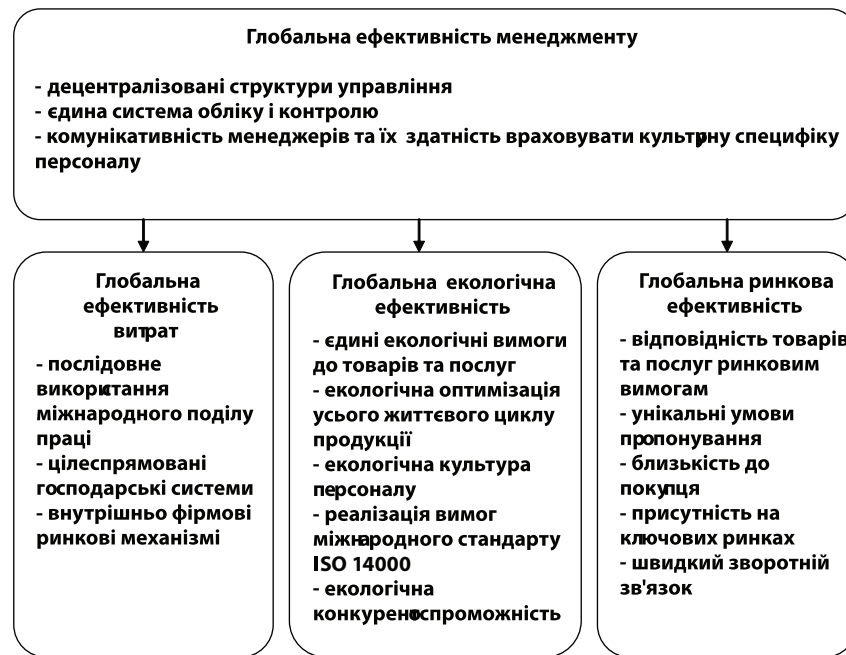 Глобальна ефективність менеджменту
- децентралізовані структури управління
- єдина система обліку і контролю
- комунікативність менеджерів та їх здатність враховувати культурну специфіку
персоналу
Глобальна
ефективність
витрат
- послідовне
використання
міжнародного поділу
праці
- цілеспрямовані
господарські системи
- внутрішньо фірмові
ринкові механізмі
Глобальна екологічна
ефективність
- єдині екологічні вимоги
до товарів та послуг
- екологічна оптимізація
усього життєвого циклу
продукції
- екологічна культура
персоналу
- реалізація вимог
міжнародного стандарту
ISO 14000
- екологічна
конкурентоспроможність
Глобальна ринкова
ефективність
- відповідність товарів
та послуг ринковим
вимогам
- унікальні умови
пропонування
- близькість до
покупця
- присутність на
ключових ринках
- швидкий зворотній
зв'язок